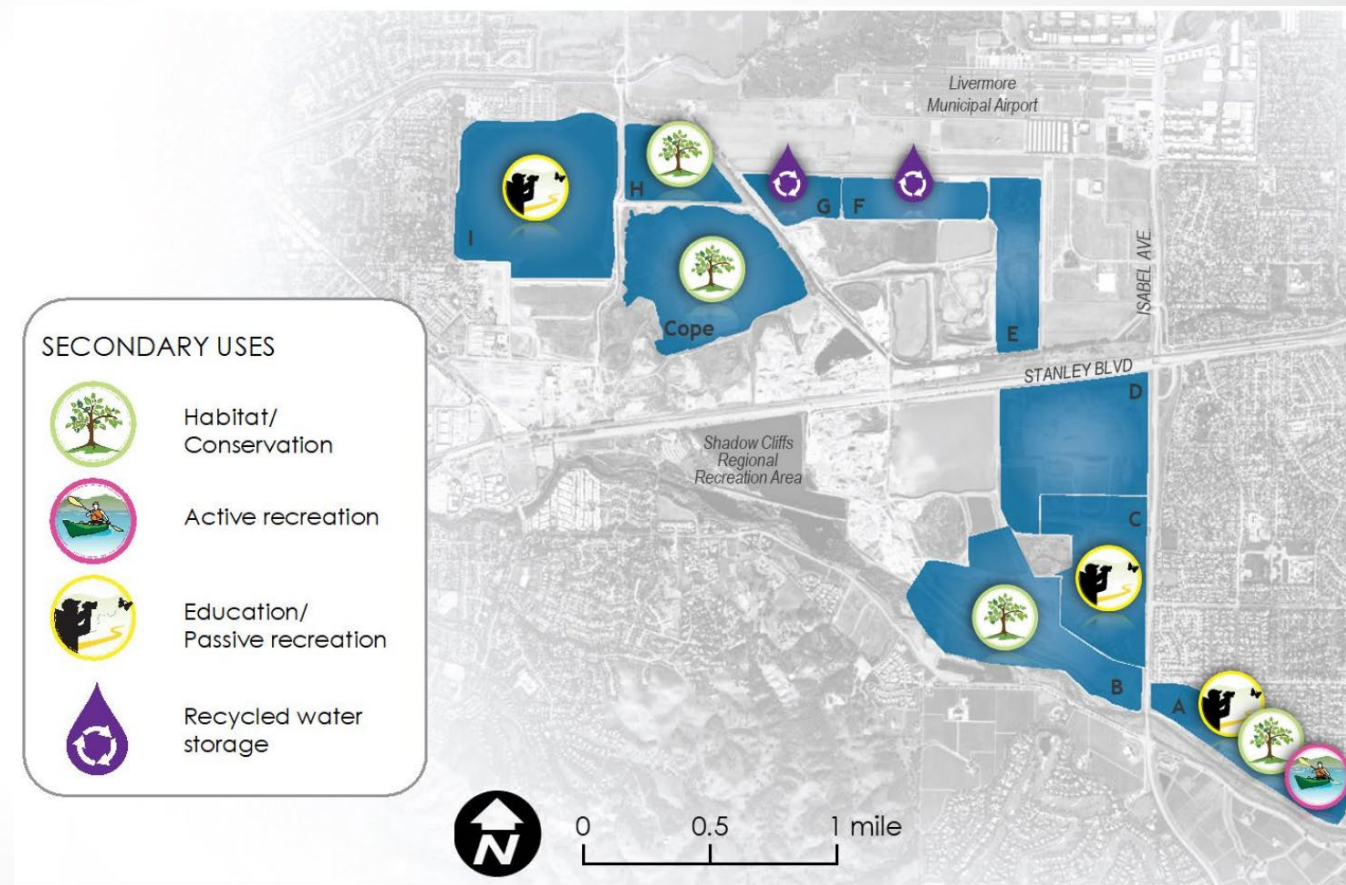 Livermore
Municipal Airport
H
G
F
I
ISABEL AVE.
Cope
E
SECONDARY USES
STANLEY BLVD
D
Habitat/
Conservation
Shadow Cliffs
Regional
Recreation Area
Active recreation
C
Education/
Passive recreation
B
A
Recycled water
storage
N
0 0.5 1 mile